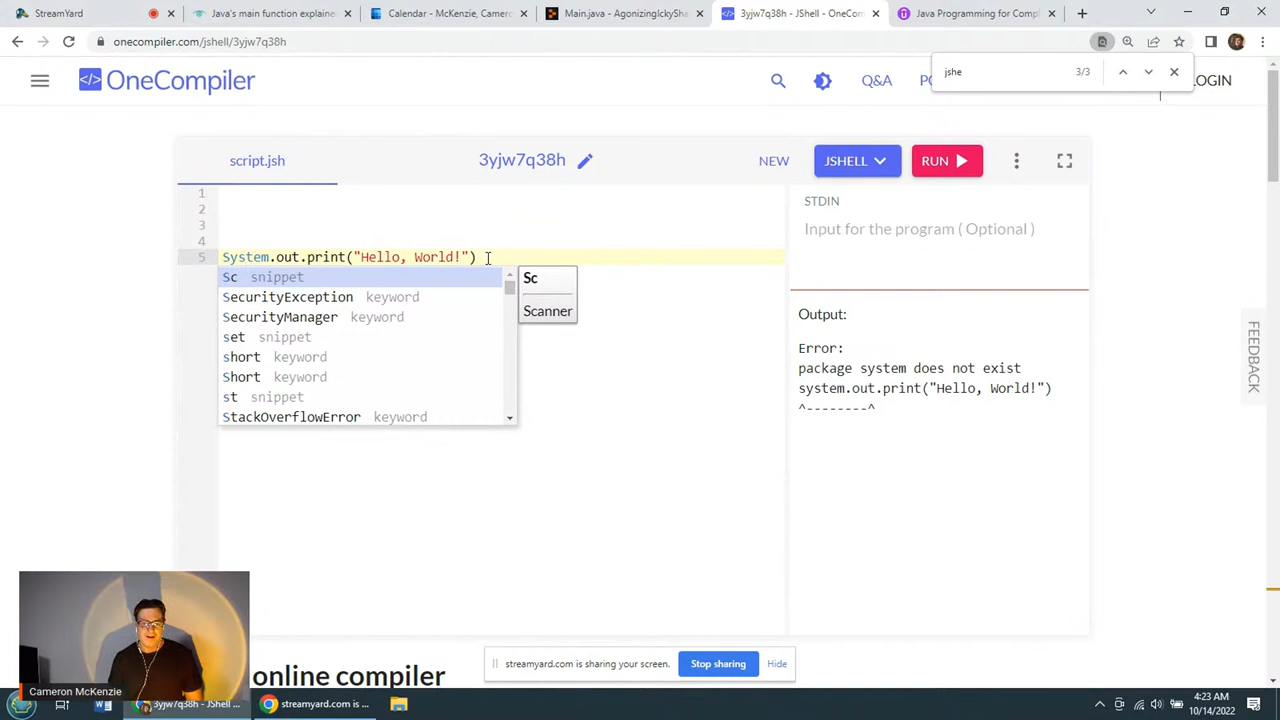 StreamYard
Java's main function explaine
Calendar - McKenzie, Camero
Main.java - AgonizingIckySha
3yjw7q38h - JShell - OneCom
Java Programming for Compl
onecompiler.com/jshell/3yjw7q38h
jshe
3/3
OneCompiler
Q&A
LOGIN
script.jsh
3yjw7q38h
NEW
JSHELL
RUN
STDIN
Input for the program ( Optional )
1
2
3
4
5 System.out.print("Hello, World!")
Sc snippet
SecurityException keyword
SecurityManager keyword
set snippet
short keyword
Short keyword
st snippet
StackOverflowError keyword
Sc
Scanner
Output:
Error:
package system does not exist
system.out.print("Hello, World!")
^--------^
FEEDBACK
online compiler
streamyard.com is sharing your screen.
Stop sharing
Hide
Cameron McKenzie
3yjw7q38h - JShell - ...
streamyard.com is ...
4:23 AM
10/14/2022